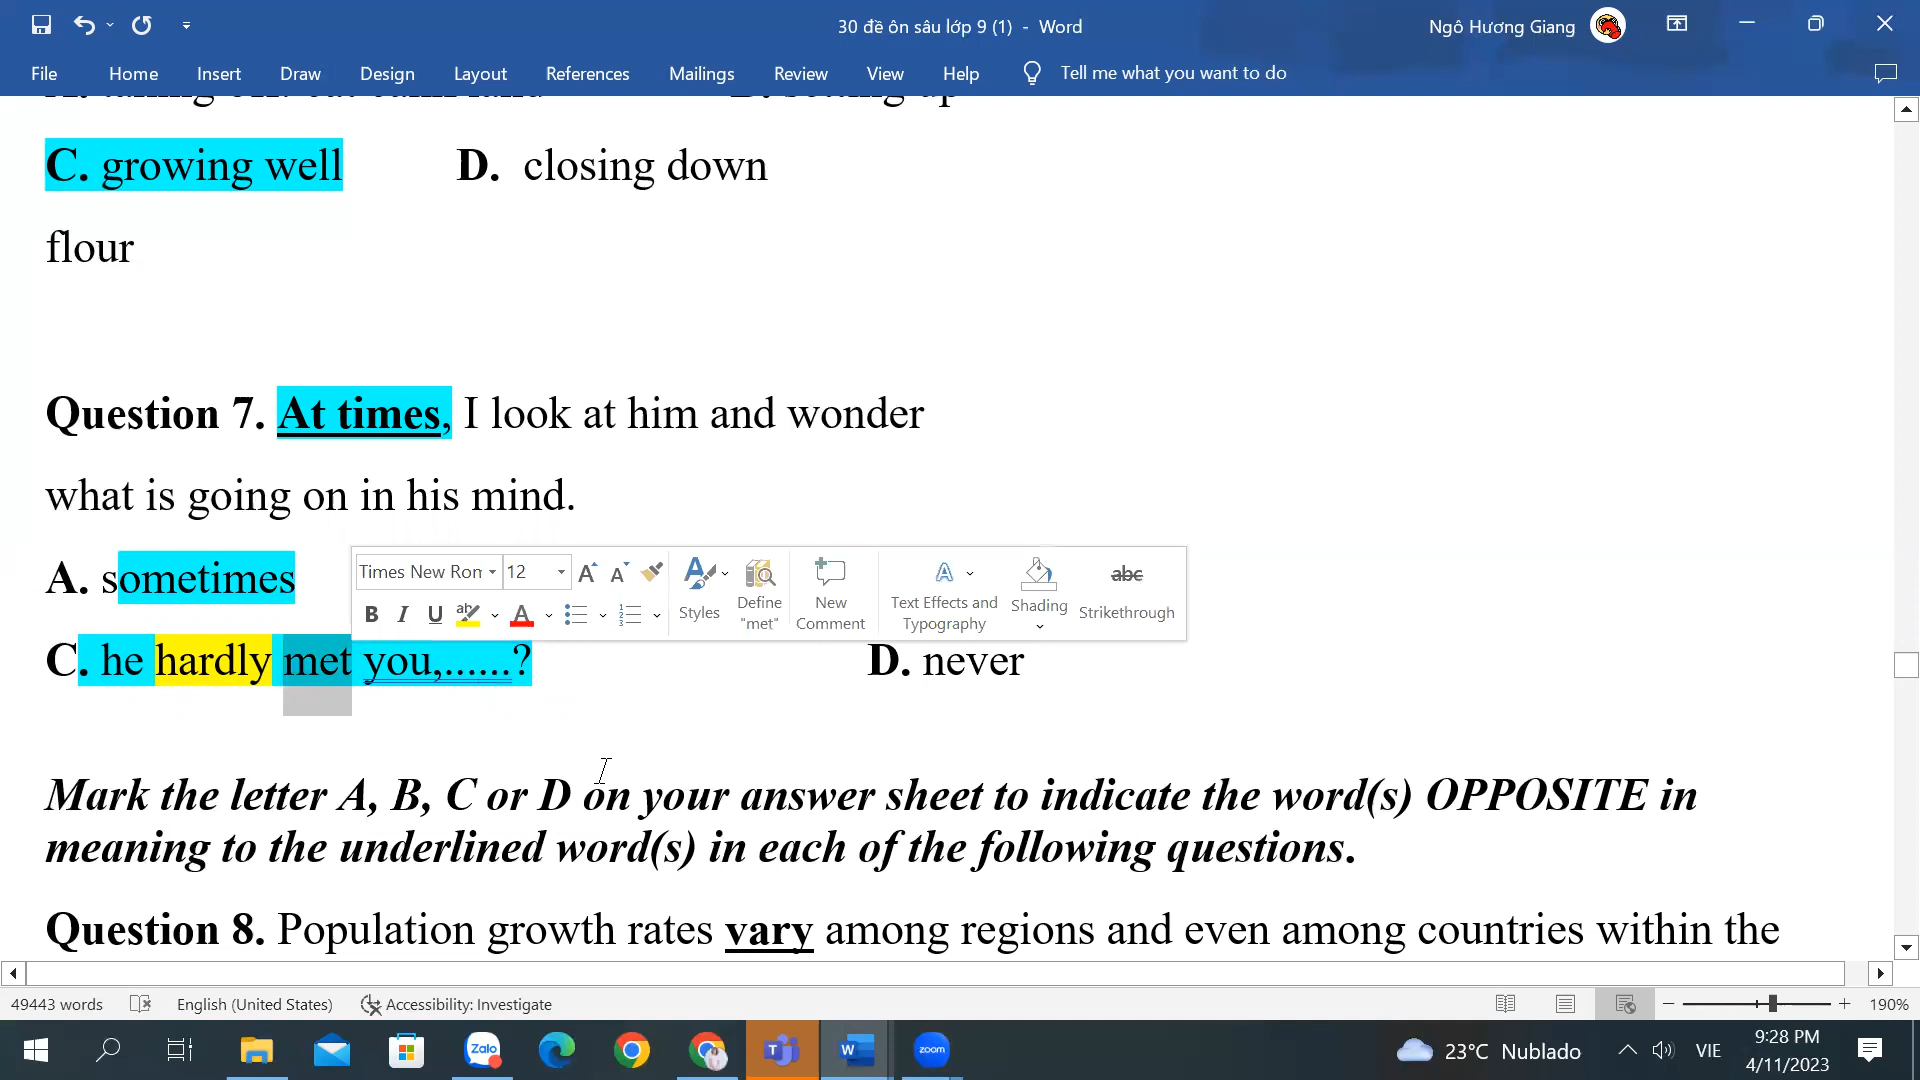 30 đề ôn sâu lớp 9 (1) - Word
Ngô Hương Giang
File Home Insert Draw Design Layout References Mailings Review View Help Tell me what you want to do
C. growing well D. closing down
flour
Question 7. At times, I look at him and wonder
what is going on in his mind.
A. sometimes
Times New Ron 12
Styles Define "met" New Comment Text Effects and Typography Shading abc Strikethrough
B I U ab A
C. he hardly met you,......? D. never
Mark the letter A, B, C or D on your answer sheet to indicate the word(s) OPPOSITE in
meaning to the underlined word(s) in each of the following questions.
Question 8. Population growth rates vary among regions and even among countries within the
49443 words English (United States) Accessibility: Investigate 190%
Zalo T W zoom 23°C Nublado VIE 9:28 PM
4/11/2023